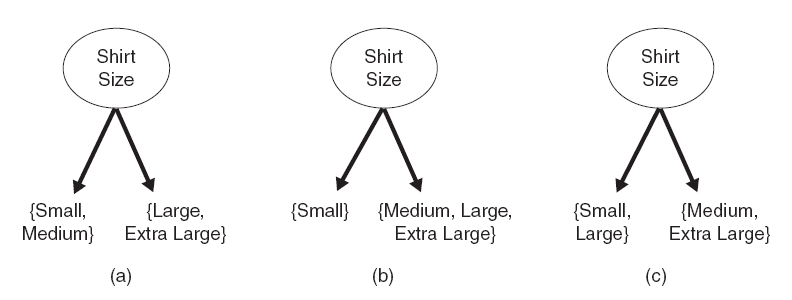 Shirt
Size
{Small,
Medium}
{Large,
Extra Large}
(a)
Shirt
Size
{Small}
{Medium, Large,
Extra Large}
(b)
Shirt
Size
{Small,
Large}
{Medium,
Extra Large}
(c)